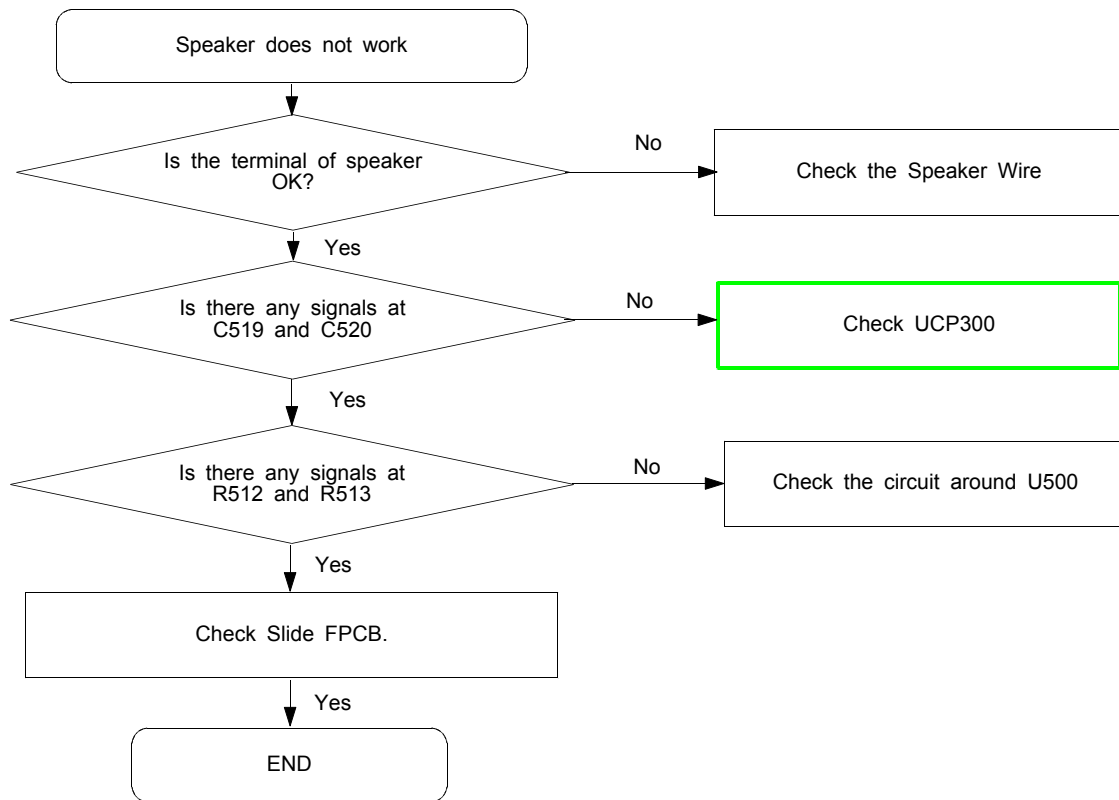 Speaker does not work
Is the terminal of speaker
OK?
No
Check the Speaker Wire
Yes
Is there any signals at
C519 and C520
No
Check UCP300
Yes
Is there any signals at
R512 and R513
No
Check the circuit around U500
Yes
Check Slide FPCB.
Yes
END